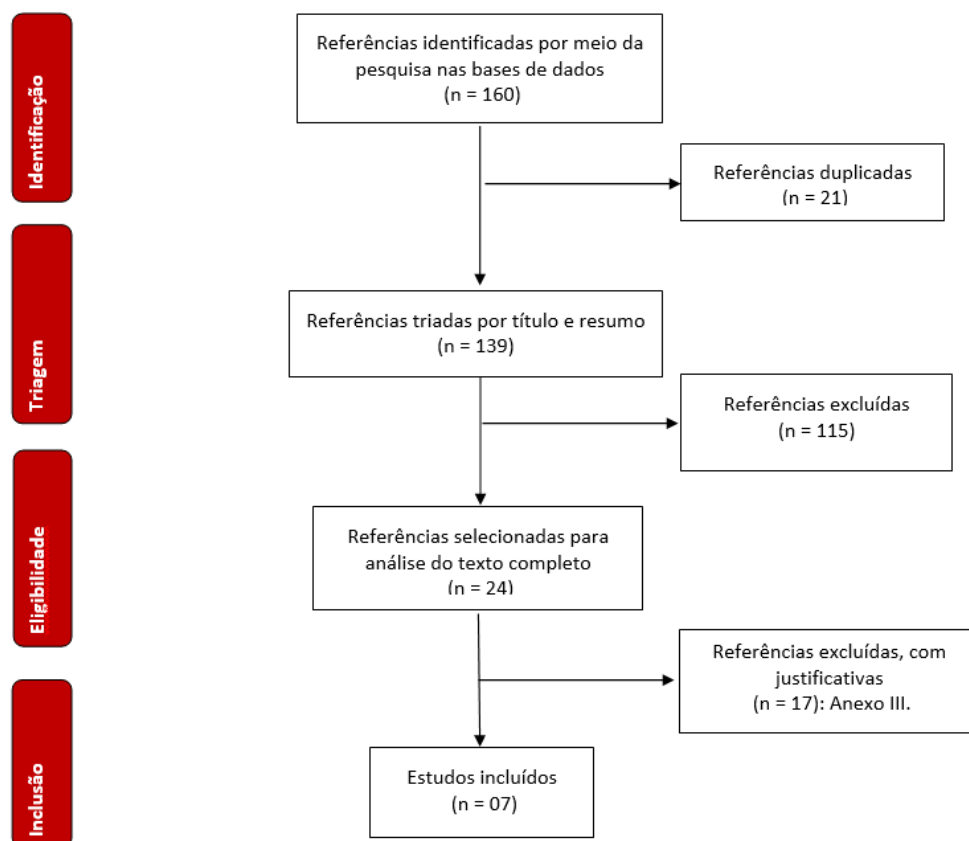 Identificação
Referências identificadas por meio da
pesquisa nas bases de dados
(n = 160)
Referências duplicadas
(n = 21)
Triagem
Referências triadas por título e resumo
(n = 139)
Referências excluídas
(n = 115)
Eligibilidade
Referências selecionadas para
análise do texto completo
(n = 24)
Referências excluídas, com
justificativas
(n = 17): Anexo III.
Inclusão
Estudos incluídos
(n = 07)